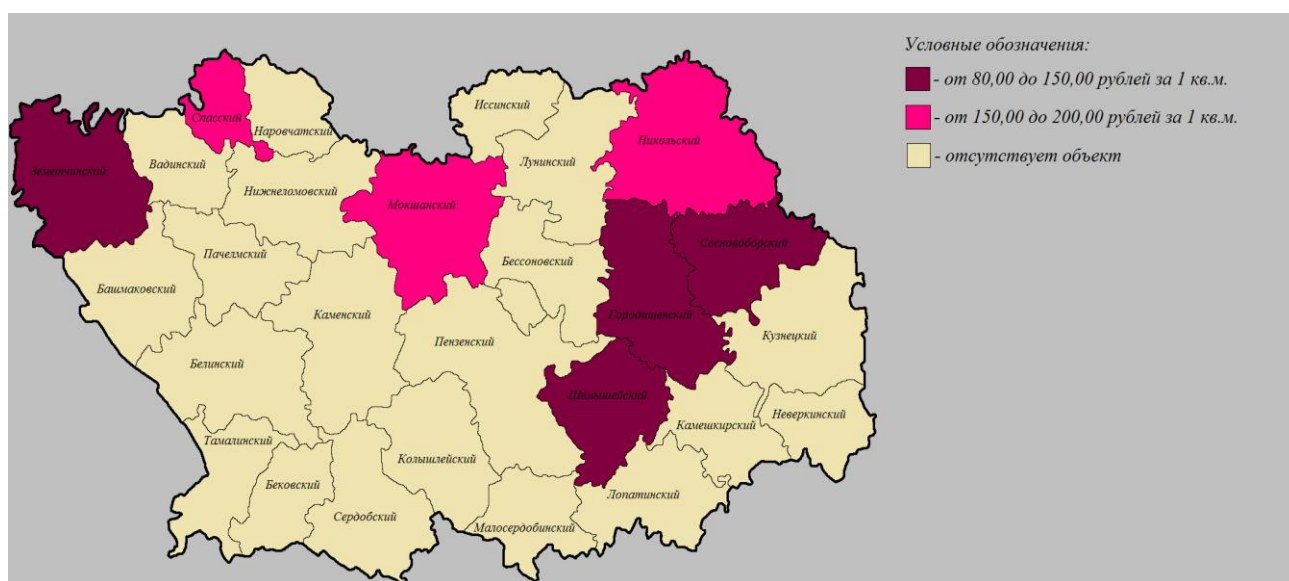 Условные обозначения:
- от 80,00 до 150,00 рублей за 1 кв.м.
- от 150,00 до 200,00 рублей за 1 кв.м.
- отсутствует объект
Иссинский
Спасский
Наровчатский
Никольский
Земетчинский
Вадинский
Лунинский
Нижнеломовский
Мокшанский
Сосновоборский
Пачелмский
Бессоновский
Башмаковский
Каменский
Городищенский
Кузнецкий
Пензенский
Белинский
Шемышейский
Неверкинский
Камешкирский
Тамалинский
Колышлейский
Бековский
Лопатинский
Сердобский
Малосердобинский